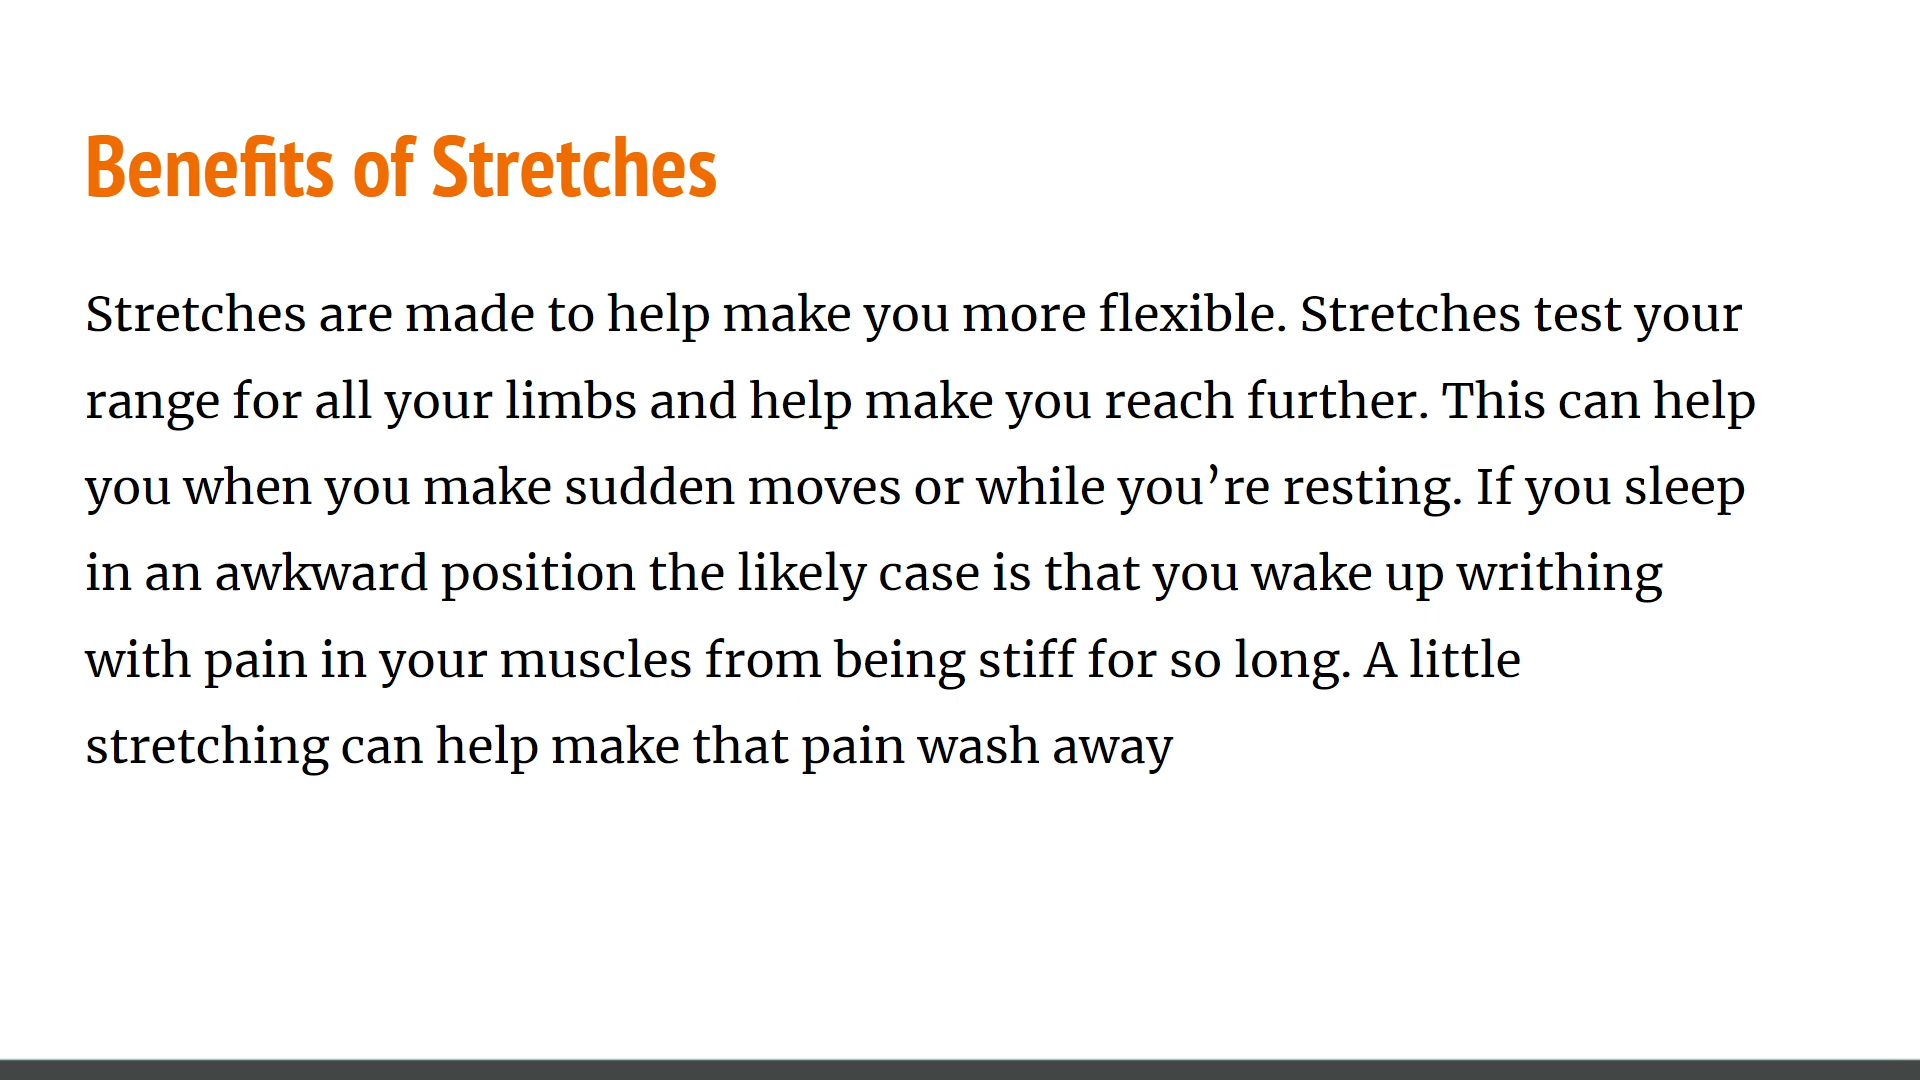 Benefits of Stretches
Stretches are made to help make you more flexible. Stretches test your
range for all your limbs and help make you reach further. This can help
you when you make sudden moves or while you’re resting. If you sleep
in an awkward position the likely case is that you wake up writhing
with pain in your muscles from being stiff for so long. A little
stretching can help make that pain wash away